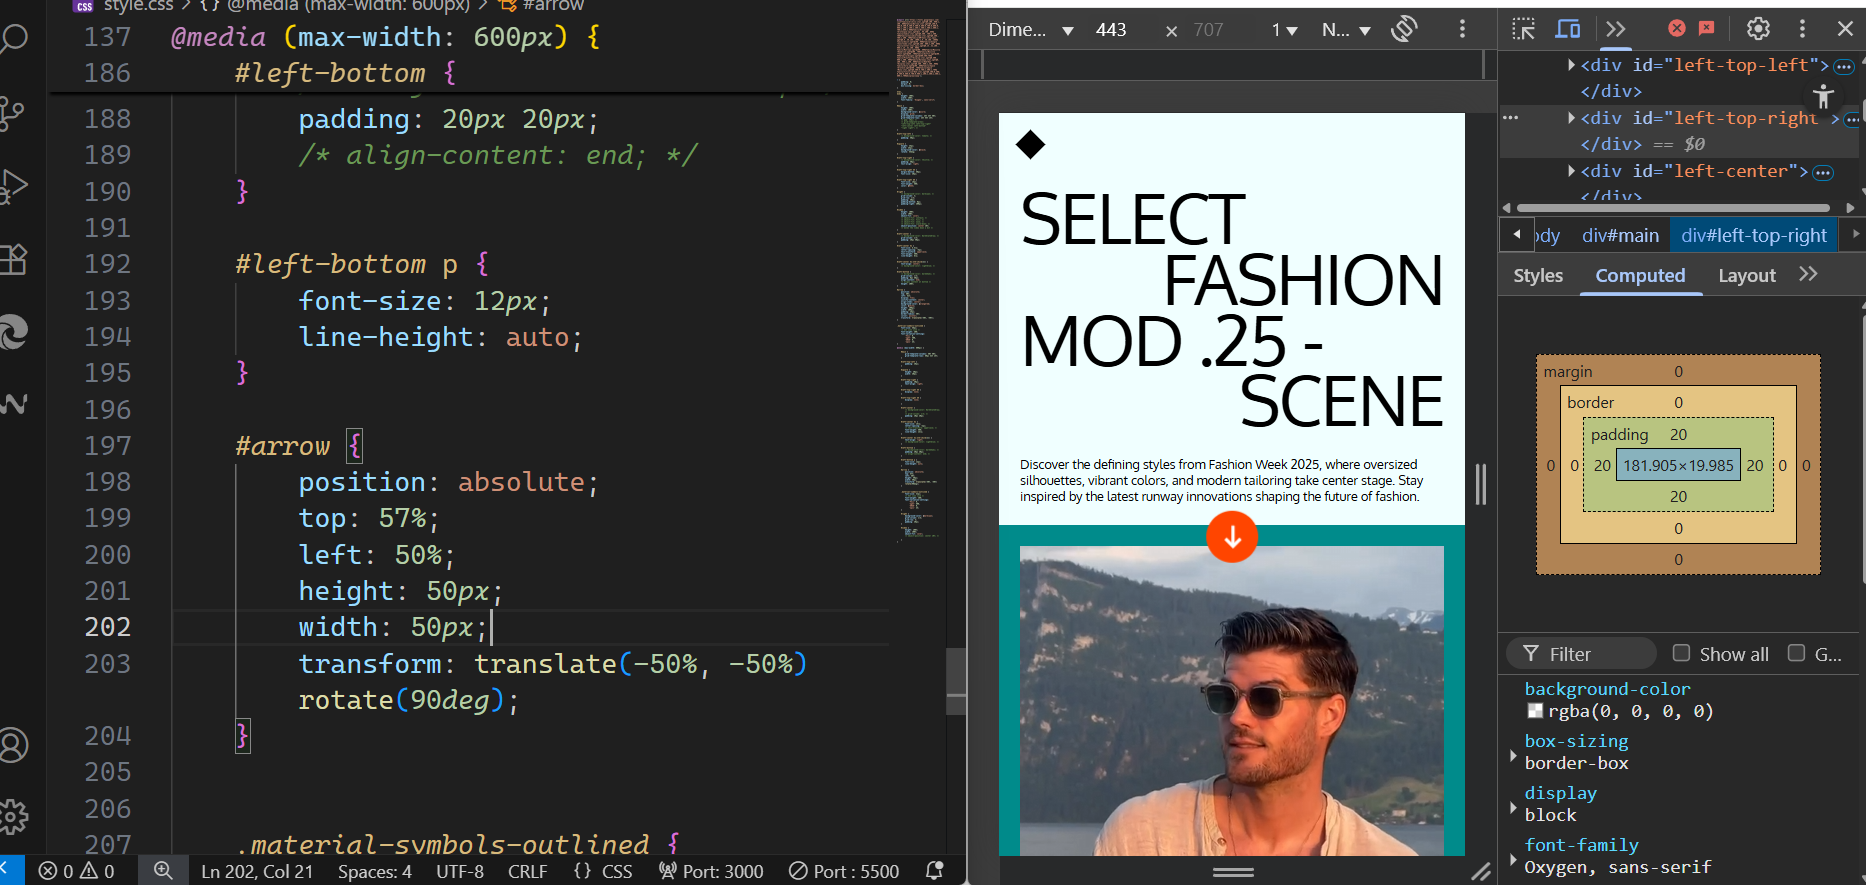 style.css > {} @media (max-width: 600px) > #arrow
137 @media (max-width: 600px) {
186 #left-bottom {
188 padding: 20px 20px;
189 /* align-content: end; */
190 }
191
192 #left-bottom p {
193 font-size: 12px;
194 line-height: auto;
195 }
196
197 #arrow {
198 position: absolute;
199 top: 57%;
200 left: 50%;
201 height: 50px;
202 width: 50px;
203 transform: translate(-50%, -50%)
rotate(90deg);
204 }
205
206
207 .material-symbols-outlined {
0 0 Ln 202, Col 21 Spaces: 4 UTF-8 CRLF {} CSS Port: 3000 Port : 5500
Dime... 443 × 707 1 N...
SELECT
FASHION
MOD .25 -
SCENE
Discover the defining styles from Fashion Week 2025, where oversized
silhouettes, vibrant colors, and modern tailoring take center stage. Stay
inspired by the latest runway innovations shaping the future of fashion.
<div id="left-top-left">
</div>
<div id="left-top-right">
</div> == $0
<div id="left-center">
</div>
ody div#main div#left-top-right
Styles Computed Layout
margin 0
border 0
padding 20
0 0 20 181.905×19.985 20 0 0
20
0
0
Filter Show all G...
background-color
rgba(0, 0, 0, 0)
box-sizing
border-box
display
block
font-family
Oxygen, sans-serif